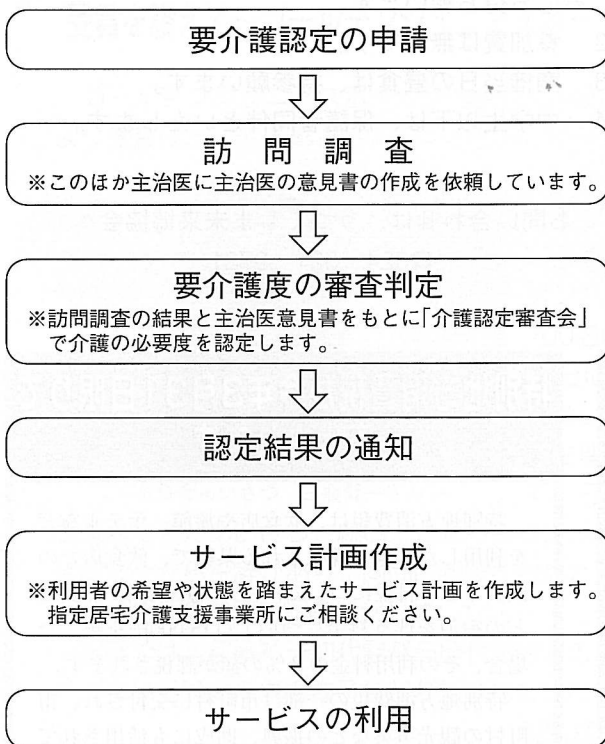 要介護認定の申請
訪問調査
※このほか主治医に主治医の意見書の作成を依頼しています。
要介護度の審査判定
※訪問調査の結果と主治医意見書をもとに「介護認定審査会」
で介護の必要度を認定します。
認定結果の通知
サービス計画作成
※利用者の希望や状態を踏まえたサービス計画を作成します。
指定居宅介護支援事業所にご相談ください。
サービスの利用